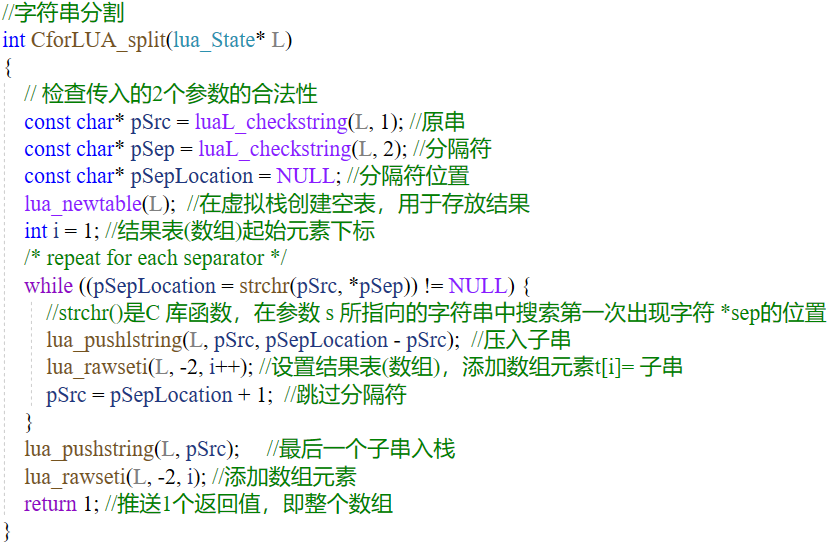 //字符串分割
int CforLUA_split(lua_State* L)
{
// 检查传入的2个参数的合法性
const char* pSrc = luaL_checkstring(L, 1); //原串
const char* pSep = luaL_checkstring(L, 2); //分隔符
const char* pSepLocation = NULL; //分隔符位置
lua_newtable(L);  //在虚拟栈创建空表，用于存放结果
int i = 1; //结果表(数组)起始元素下标
/* repeat for each separator */
while ((pSepLocation = strchr(pSrc, *pSep)) != NULL) {
//strchr()是C 库函数，在参数 s 所指向的字符串中搜索第一次出现字符 *sep的位置
lua_pushlstring(L, pSrc, pSepLocation - pSrc);  //压入子串
lua_rawseti(L, -2, i++); //设置结果表(数组)，添加数组元素t[i]= 子串
pSrc = pSepLocation + 1;  //跳过分隔符
}
lua_pushstring(L, pSrc);    //最后一个子串入栈
lua_rawseti(L, -2, i); //添加数组元素
return 1; //推送1个返回值，即整个数组
}